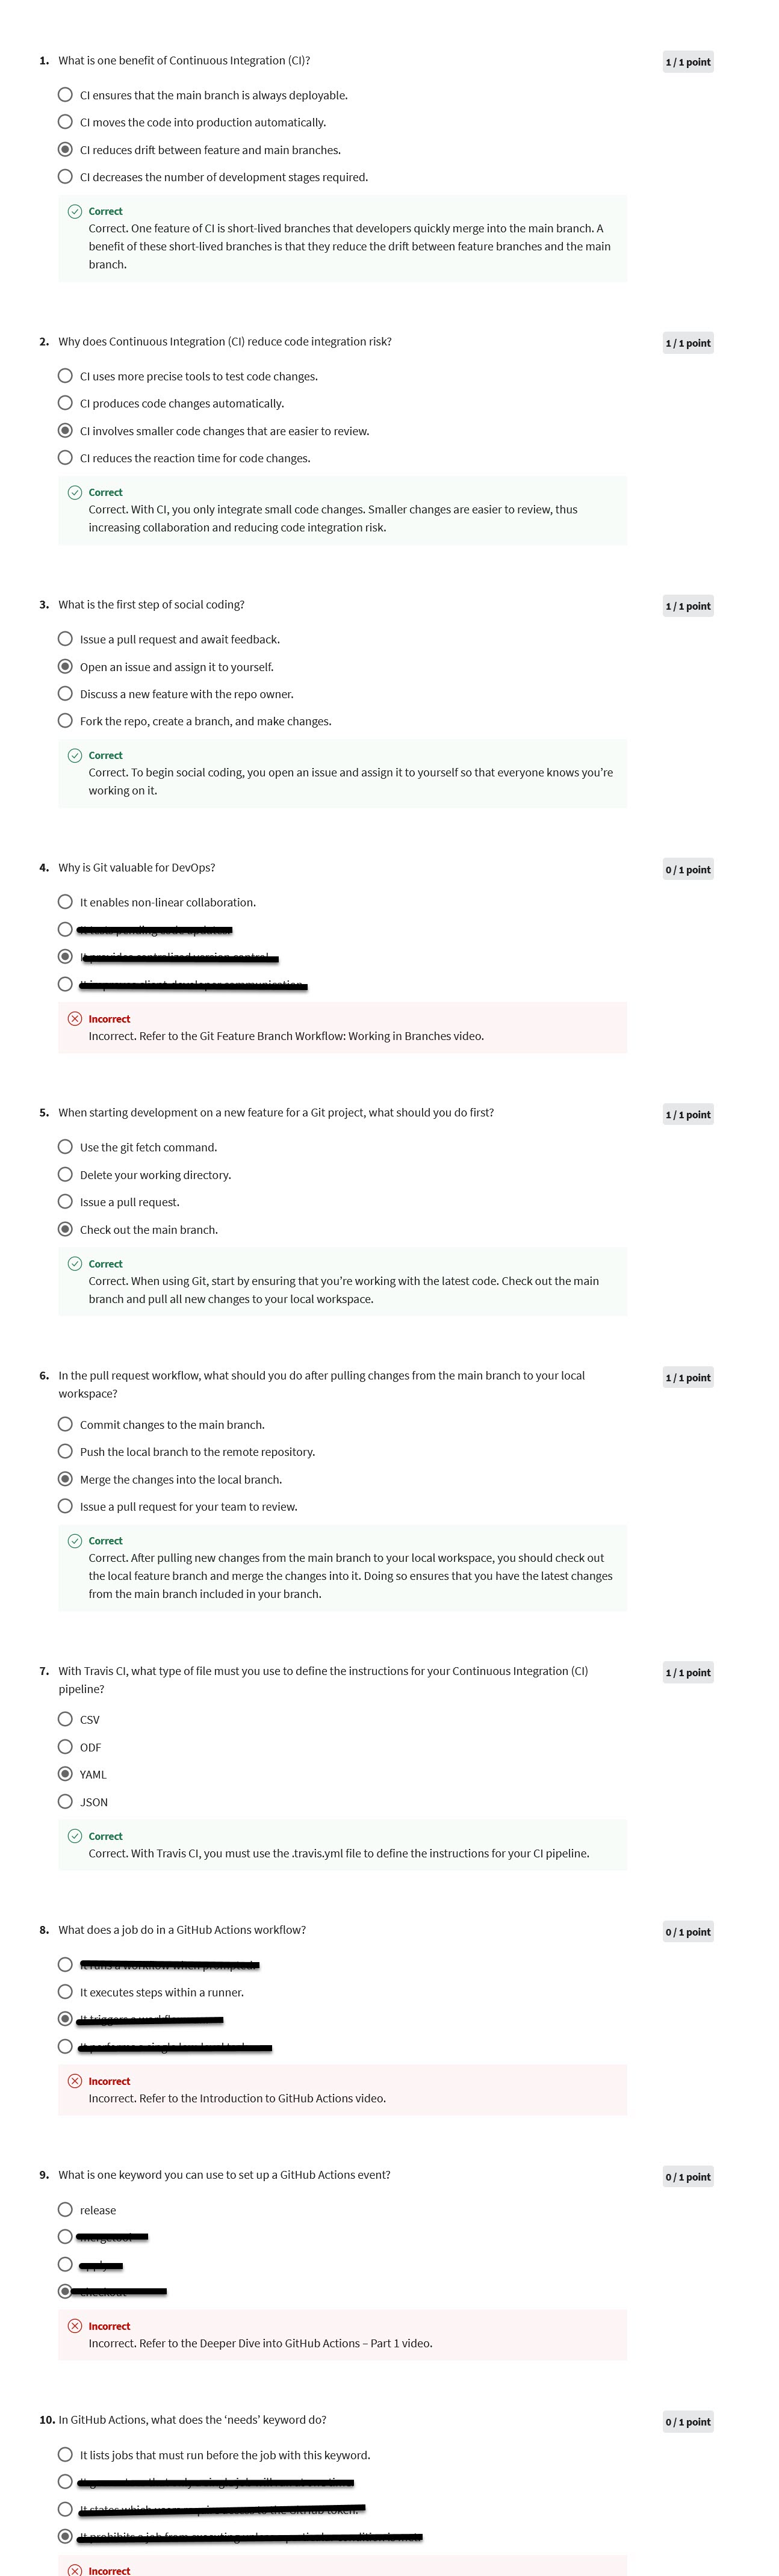 1. What is one benefit of Continuous Integration (CI)?
1 / 1 point
CI ensures that the main branch is always deployable.
CI moves the code into production automatically.
CI reduces drift between feature and main branches.
CI decreases the number of development stages required.
Correct
Correct. One feature of CI is short-lived branches that developers quickly merge into the main branch. A
benefit of these short-lived branches is that they reduce the drift between feature branches and the main
branch.
2. Why does Continuous Integration (CI) reduce code integration risk?
1 / 1 point
CI uses more precise tools to test code changes.
CI produces code changes automatically.
CI involves smaller code changes that are easier to review.
CI reduces the reaction time for code changes.
Correct
Correct. With CI, you only integrate small code changes. Smaller changes are easier to review, thus
increasing collaboration and reducing code integration risk.
3. What is the first step of social coding?
1 / 1 point
Issue a pull request and await feedback.
Open an issue and assign it to yourself.
Discuss a new feature with the repo owner.
Fork the repo, create a branch, and make changes.
Correct
Correct. To begin social coding, you open an issue and assign it to yourself so that everyone knows you’re
working on it.
4. Why is Git valuable for DevOps?
0 / 1 point
It enables non-linear collaboration.
Incorrect
Incorrect. Refer to the Git Feature Branch Workflow: Working in Branches video.
5. When starting development on a new feature for a Git project, what should you do first?
1 / 1 point
Use the git fetch command.
Delete your working directory.
Issue a pull request.
Check out the main branch.
Correct
Correct. When using Git, start by ensuring that you’re working with the latest code. Check out the main
branch and pull all new changes to your local workspace.
6. In the pull request workflow, what should you do after pulling changes from the main branch to your local
workspace?
1 / 1 point
Commit changes to the main branch.
Push the local branch to the remote repository.
Merge the changes into the local branch.
Issue a pull request for your team to review.
Correct
Correct. After pulling new changes from the main branch to your local workspace, you should check out
the local feature branch and merge the changes into it. Doing so ensures that you have the latest changes
from the main branch included in your branch.
7. With Travis CI, what type of file must you use to define the instructions for your Continuous Integration (CI)
pipeline?
1 / 1 point
CSV
ODF
YAML
JSON
Correct
Correct. With Travis CI, you must use the .travis.yml file to define the instructions for your CI pipeline.
8. What does a job do in a GitHub Actions workflow?
0 / 1 point
It executes steps within a runner.
Incorrect
Incorrect. Refer to the Introduction to GitHub Actions video.
9. What is one keyword you can use to set up a GitHub Actions event?
0 / 1 point
release
Incorrect
Incorrect. Refer to the Deeper Dive into GitHub Actions – Part 1 video.
10. In GitHub Actions, what does the ‘needs’ keyword do?
0 / 1 point
It lists jobs that must run before the job with this keyword.
Incorrect